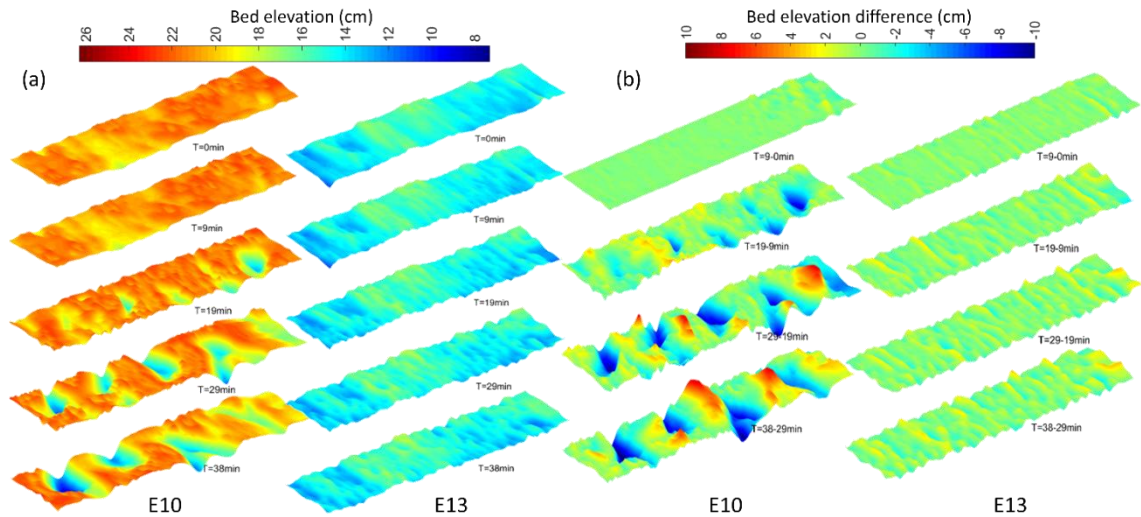 Bed elevation (cm)
26 24 22 20 18 16 14 12 10 8
Bed elevation difference (cm)
10 8 6 4 2 0 -2 -4 -6 -8 -10
(a)
(b)
T=0min
T=0min
T=9-0min
T=9-0min
T=9min
T=9min
T=19-9min
T=19-9min
T=19min
T=19min
T=29-19min
T=29-19min
T=29min
T=29min
T=38-29min
T=38-29min
T=38min
T=38min
E10
E13
E10
E13